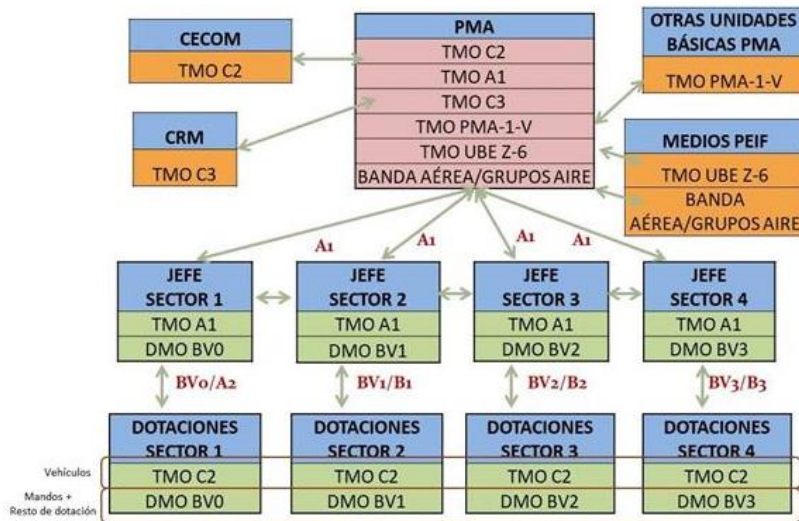 CECOM
TMO C2
CRM
TMO C3
PMA
TMO C2
TMO A1
TMO C3
TMO PMA-1-V
TMO UBE Z-6
BANDA AÉREA/GRUPOS AIRE
OTRAS UNIDADES
BÁSICAS PMA
TMO PMA-1-V
MEDIOS PEIF
TMO UBE Z-6
BANDA
AÉREA/GRUPOS AIRE
A1
A1
A1
A1
JEFE
SECTOR 1
TMO A1
DMO BV0
JEFE
SECTOR 2
TMO A1
DMO BV1
JEFE
SECTOR 3
TMO A1
DMO BV2
JEFE
SECTOR 4
TMO A1
DMO BV3
BV0/A2
BV1/B1
BV2/B2
BV3/B3
DOTACIONES
SECTOR 1
TMO C2
DMO BV0
DOTACIONES
SECTOR 2
TMO C2
DMO BV1
DOTACIONES
SECTOR 3
TMO C2
DMO BV2
DOTACIONES
SECTOR 4
TMO C2
DMO BV3
Vehículos
Mandos +
Resto de dotación